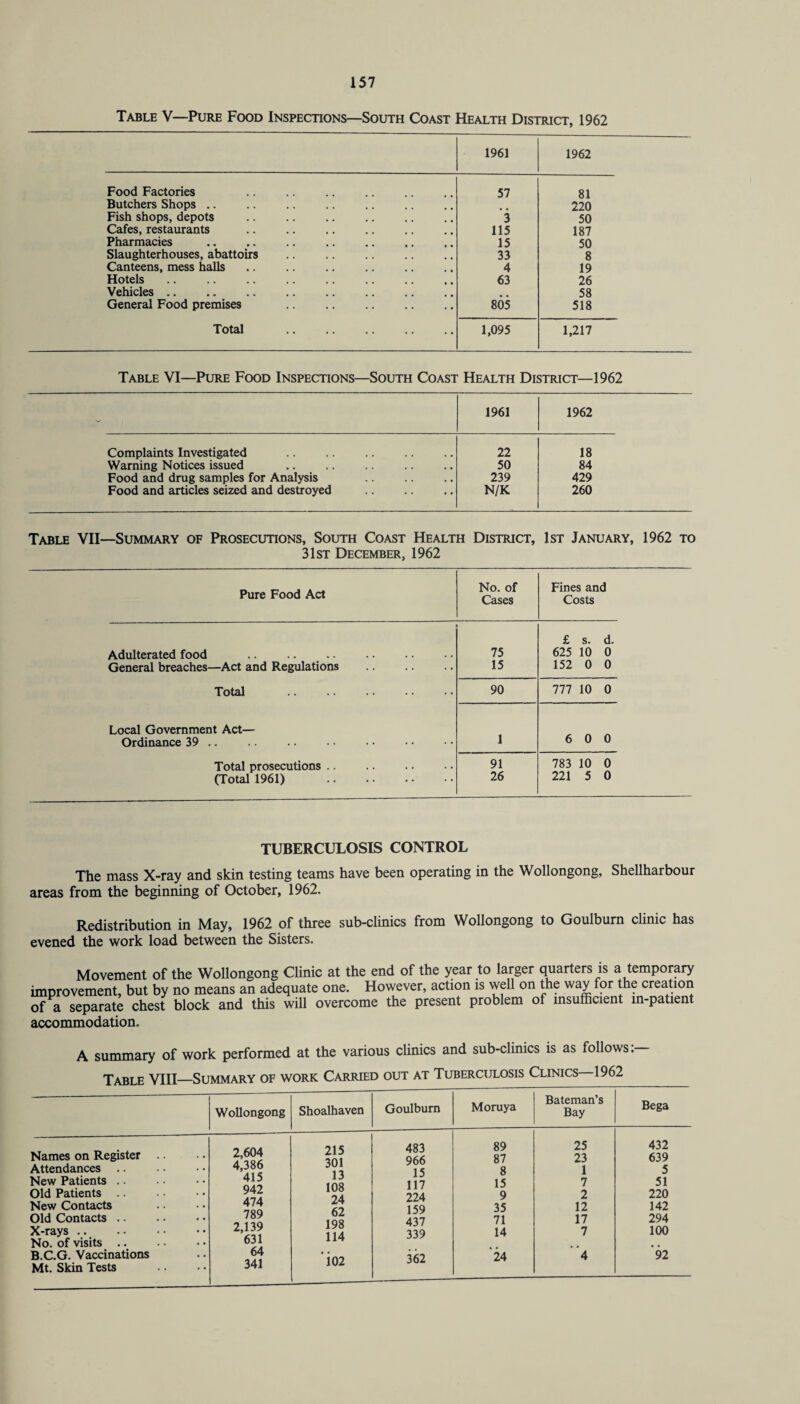 157
Table V—Pure Food Inspections—South Coast Health District, 1962
1961 1962
Food Factories .. .. .. .. .. .. 57 81
Butchers Shops .. .. .. .. .. .. .. .. 220
Fish shops, depots .. .. .. .. .. .. 3 50
Cafes, restaurants .. .. .. .. .. .. 115 187
Pharmacies .. .. .. .. .. .. .. 15 50
Slaughterhouses, abattoirs .. .. .. .. .. 33 8
Canteens, mess halls .. .. .. .. .. .. 4 19
Hotels .. .. .. .. .. .. .. .. 63 26
Vehicles .. .. .. .. .. .. .. .. .. 58
General Food premises .. .. .. .. .. 805 518
Total .. .. .. .. .. 1,095 1,217
Table VI—Pure Food Inspections—South Coast Health District—1962
1961 1962
Complaints Investigated .. .. .. .. .. 22 18
Warning Notices issued .. .. .. .. .. 50 84
Food and drug samples for Analysis .. .. .. 239 429
Food and articles seized and destroyed .. .. .. N/K 260
Table VII—Summary of Prosecutions, South Coast Health District, 1st January, 1962 to
31st December, 1962
Pure Food Act No. of Cases Fines and Costs
£ s. d.
Adulterated food .. .. .. .. .. .. 75 625 10 0
General breaches—Act and Regulations .. .. .. 15 152 0 0
Total .. .. .. .. .. 90 777 10 0
Local Government Act—
Ordinance 39 .. .. .. .. .. .. .. 1 6 0 0
Total prosecutions .. .. .. .. 91 783 10 0
(Total 1961) .. .. .. .. 26 221 5 0
TUBERCULOSIS CONTROL
The mass X-ray and skin testing teams have been operating in the Wollongong, Shellharbour
areas from the beginning of October, 1962.
Redistribution in May, 1962 of three sub-clinics from Wollongong to Goulburn clinic has
evened the work load between the Sisters.
Movement of the Wollongong Clinic at the end of the year to larger quarters is a temporary
improvement, but by no means an adequate one. However, action is well on the way for the creation
of a separate chest block and this will overcome the present problem of insufficient in-patient
accommodation.
A summary of work performed at the various clinics and sub-clinics is as follows:—
Table VIII—Summary of work Carried out at Tuberculosis Clinics—1962
Wollongong Shoalhaven Goulburn Moruya Bateman's Bay Bega
Names on Register .. .. 2,604 215 483 89 25 432
Attendances .. .. .. 4,386 301 966 87 23 639
New Patients .. .. .. 415 13 15 8 1 5
Old Patients .. .. .. 942 108 117 15 7 51
New Contacts .. .. 474 24 224 9 2 220
Old Contacts .. .. .. 789 62 159 35 12 142
X-rays .. .. .. .. 2,139 198 437 71 17 294
No. of visits .. .. .. 631 114 339 14 7 100
B.C.G. Vaccinations .. 64 .. .. .. .. ..
Mt. Skin Tests .. .. 341 102 362 24 4 92